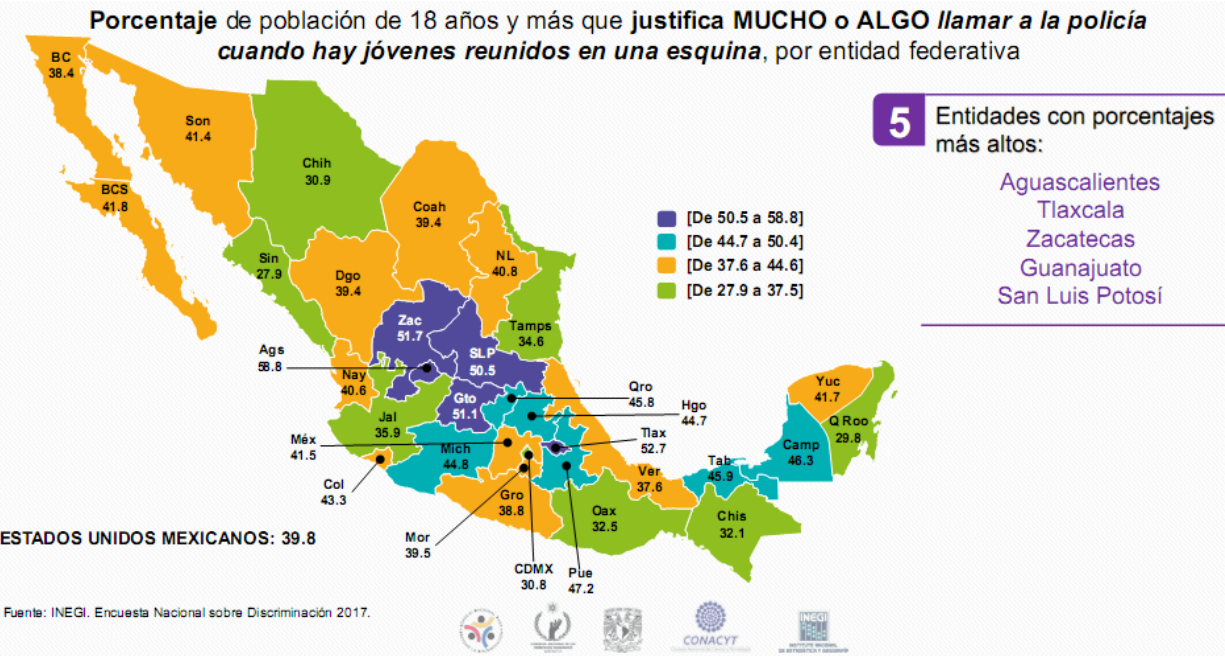 Porcentaje de población de 18 años y más que justifica MUCHO o ALGO llamar a la policía
cuando hay jóvenes reunidos en una esquina, por entidad federativa
5 Entidades con porcentajes
más altos:
Aguascalientes
Tlaxcala
Zacatecas
Guanajuato
San Luis Potosí
[De 50.5 a 58.8]
[De 44.7 a 50.4]
[De 37.6 a 44.6]
[De 27.9 a 37.5]
BC
38.4
Son
41.4
Chih
30.9
BCS
41.8
Coah
39.4
Sin
27.9
Dgo
39.4
NL
40.8
Zac
51.7
Tamps
34.6
Ags
58.8
SLP
50.5
Nay
40.6
Gto
51.1
Qro
45.8
Hgo
44.7
Yuc
41.7
Jal
35.9
Q Roo
29.8
Méx
41.5
Mich
44.8
Tlax
52.7
Camp
46.3
Tab
45.9
Col
43.3
Ver
37.6
Gro
38.8
Oax
32.5
Chis
32.1
Mor
39.5
CDMX
30.8
Pue
47.2
ESTADOS UNIDOS MEXICANOS: 39.8
Fuente: INEGI. Encuesta Nacional sobre Discriminación 2017.
CONACYT
INEGI